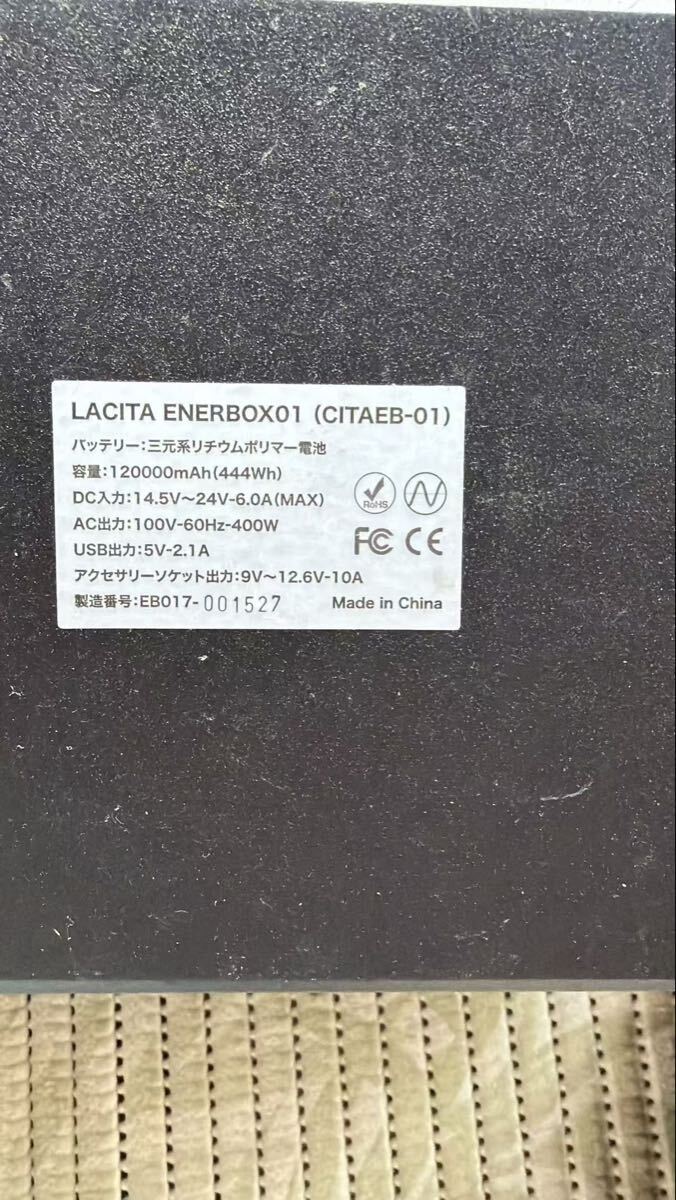 LACITA ENERBOX01 (CITAEB-01)
バッテリー:三元系リチウムポリマー電池
容量:120000mAh(444Wh)
DC入力:14.5V〜24V-6.0A(MAX)
AC出力:100V-60Hz-400W
RoHS
USB出力:5V-2.1A
FC CE
アクセサリーソケット出力:9V〜12.6V-10A
製造番号:EB017-001527 Made in China